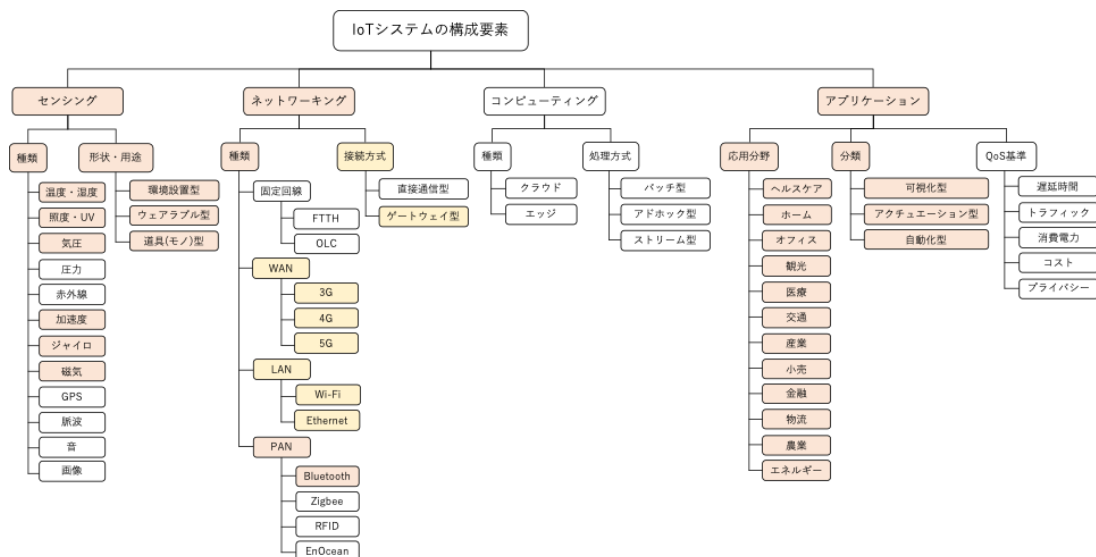 IoTシステムの構成要素
センシング
種類
温度・湿度
照度・UV
気圧
圧力
赤外線
加速度
ジャイロ
磁気
GPS
脈波
音
画像
形状・用途
環境設置型
ウェアラブル型
道具(モノ)型
ネットワーキング
種類
固定回線
FTTH
OLC
WAN
3G
4G
5G
LAN
Wi-Fi
Ethernet
PAN
Bluetooth
Zigbee
RFID
EnOcean
接続方式
直接通信型
ゲートウェイ型
コンピューティング
種類
クラウド
エッジ
処理方式
バッチ型
アドホック型
ストリーム型
アプリケーション
応用分野
ヘルスケア
ホーム
オフィス
観光
医療
交通
産業
小売
金融
物流
農業
エネルギー
分類
可視化型
アクチュエーション型
自動化型
QoS基準
遅延時間
トラフィック
消費電力
コスト
プライバシー